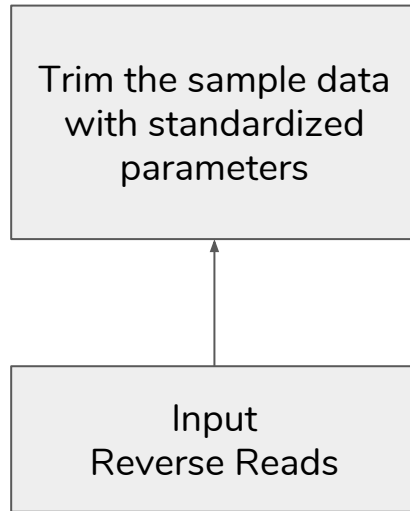 Trim the sample data
with standardized
parameters
Input
Reverse Reads